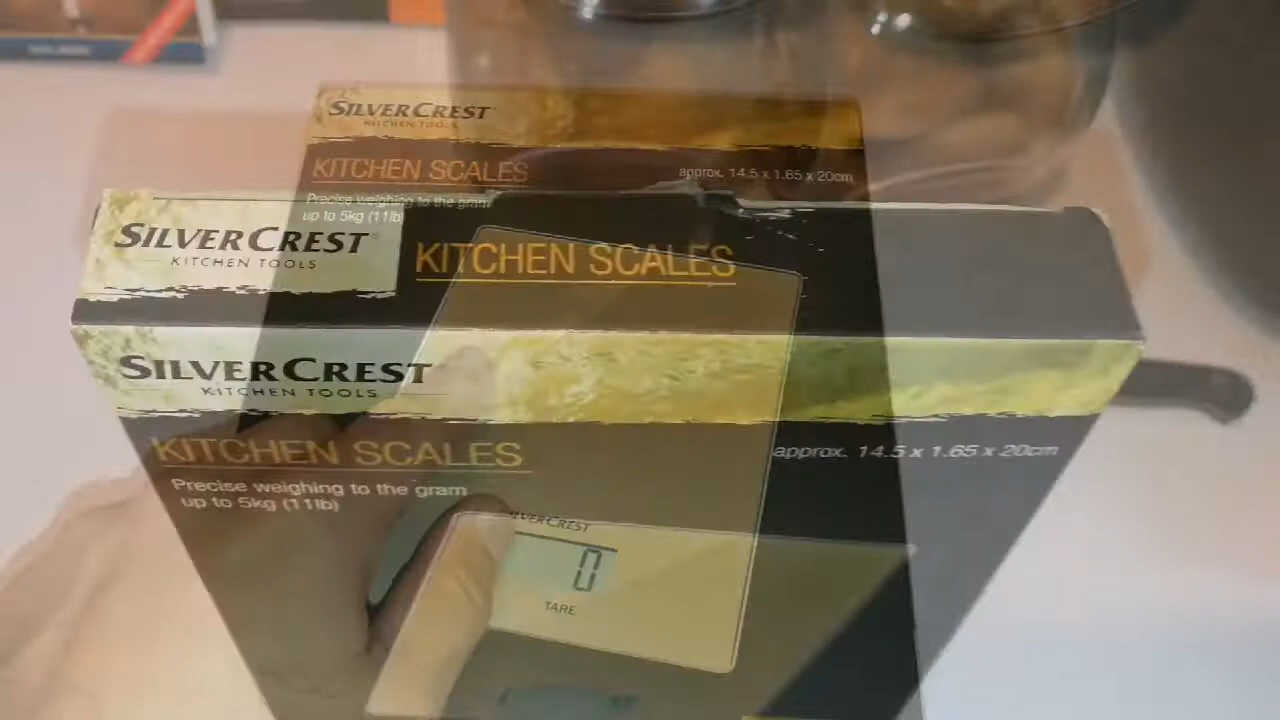 SILVERCREST
KITCHEN TOOLS
KITCHEN SCALES
approx. 14.5 x 1.65 x 20cm
Precise weighing to the gram
up to 5kg (11lb)
SILVERCREST
KITCHEN TOOLS
KITCHEN SCALES
SILVERCREST
KITCHEN TOOLS
KITCHEN SCALES
approx. 14.5 x 1.65 x 20cm
Precise weighing to the gram
up to 5kg (11lb)
SILVERCREST
0
TARE